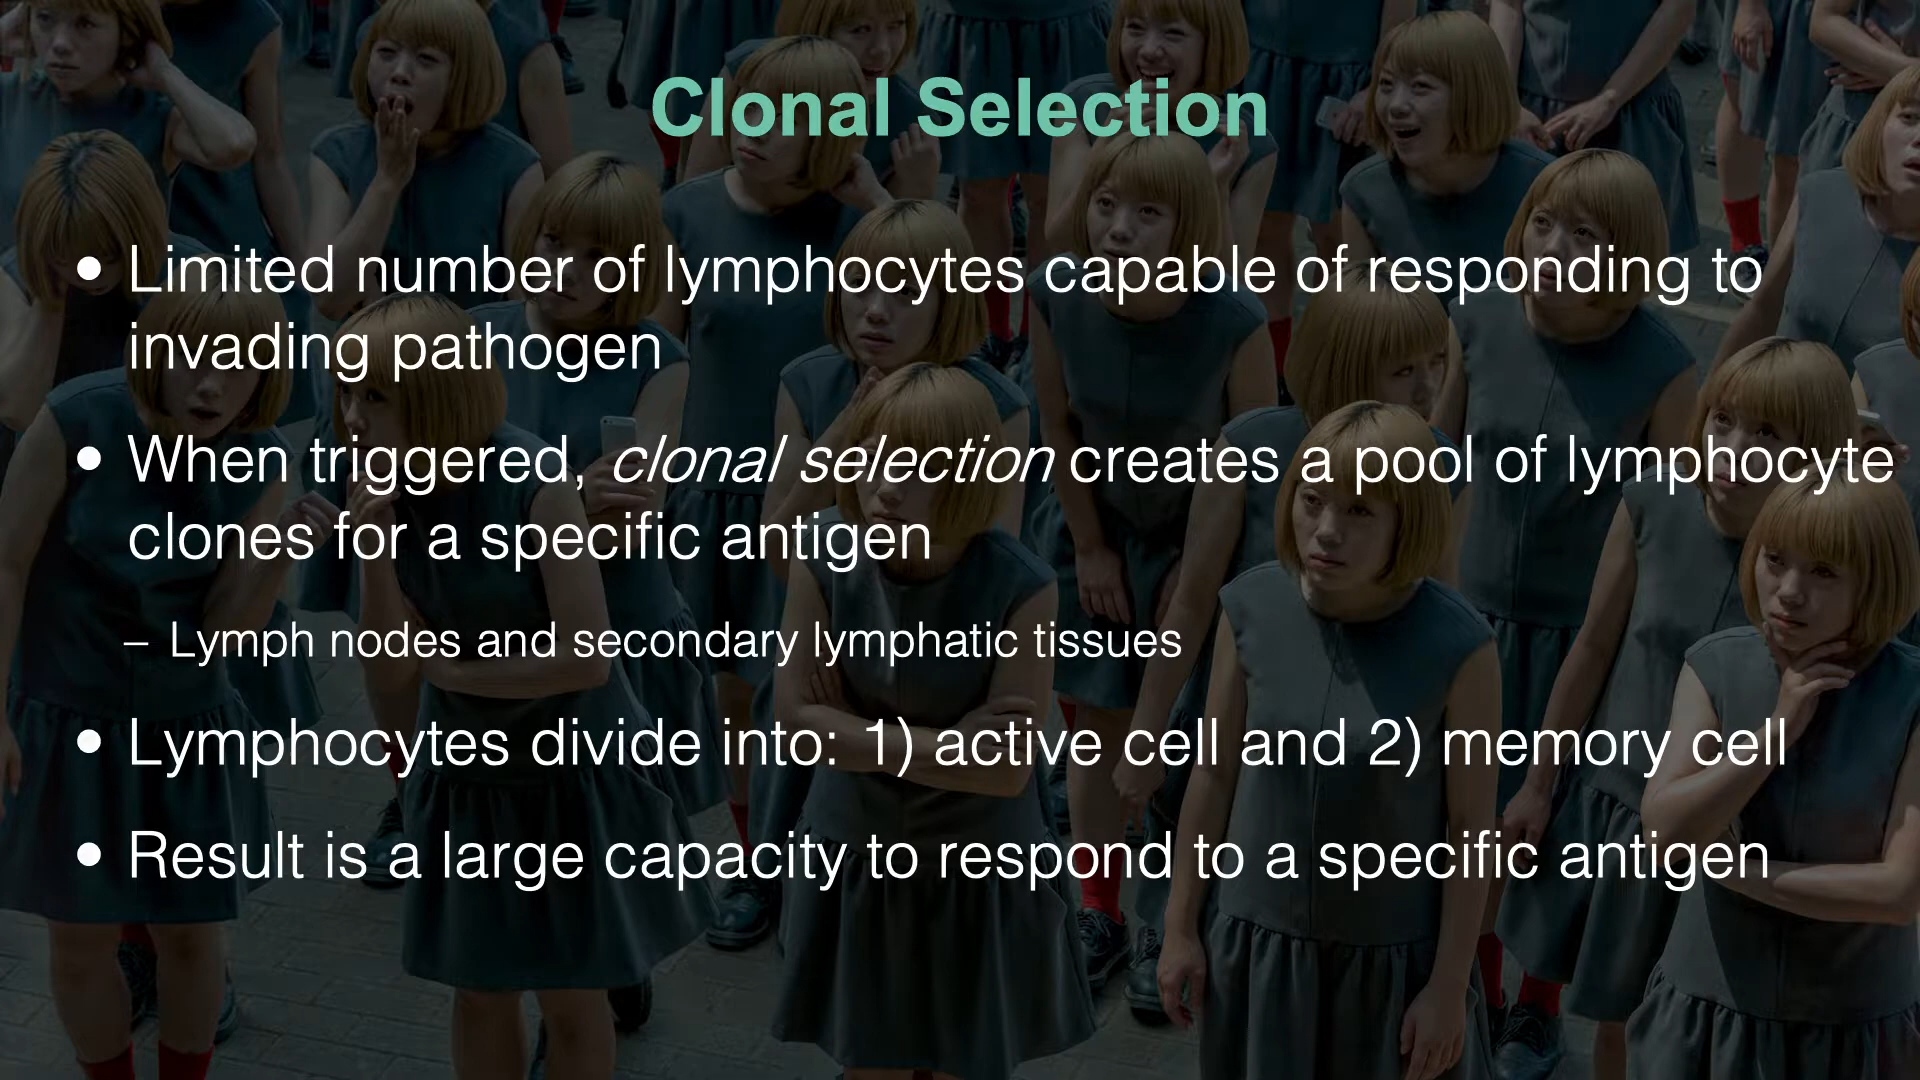 Clonal Selection
• Limited number of lymphocytes capable of responding to
invading pathogen
• When triggered, clonal selection creates a pool of lymphocyte
clones for a specific antigen
– Lymph nodes and secondary lymphatic tissues
• Lymphocytes divide into: 1) active cell and 2) memory cell
• Result is a large capacity to respond to a specific antigen